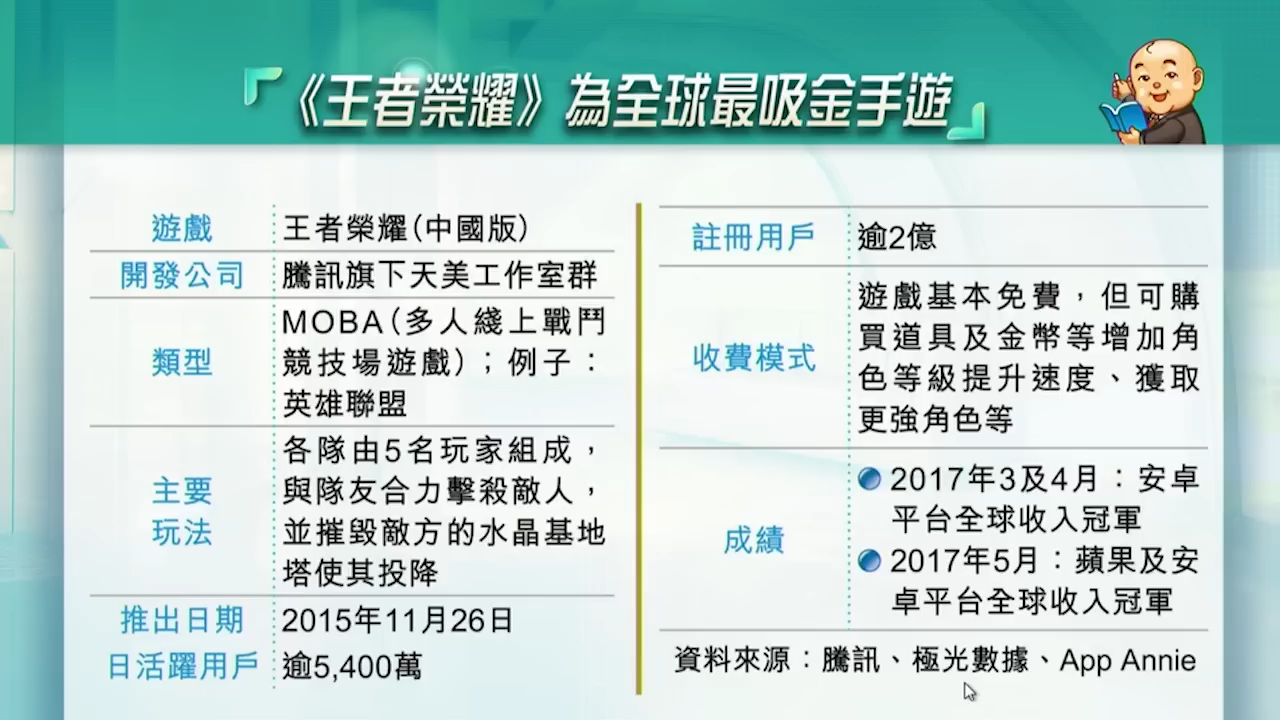 《王者榮耀》為全球最吸金手遊
遊戲
王者榮耀(中國版)
開發公司
騰訊旗下天美工作室群
類型
MOBA(多人綫上戰鬥
競技場遊戲)；例子：
英雄聯盟
主要
玩法
各隊由5名玩家組成，
與隊友合力擊殺敵人，
並摧毀敵方的水晶基地
塔使其投降
推出日期
2015年11月26日
日活躍用戶
逾5,400萬
註冊用戶
逾2億
收費模式
遊戲基本免費，但可購
買道具及金幣等增加角
色等級提升速度、獲取
更強角色等
成績
2017年3及4月：安卓
平台全球收入冠軍
2017年5月：蘋果及安
卓平台全球收入冠軍
資料來源：騰訊、極光數據、App Annie